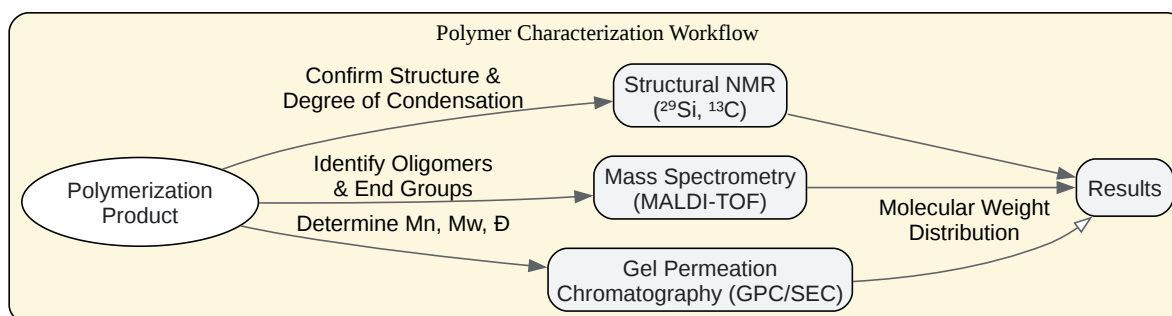 Polymer Characterization Workflow
Confirm Structure &
Degree of Condensation
Structural NMR
(²⁹Si, ¹³C)
Identify Oligomers
& End Groups
Mass Spectrometry
(MALDI-TOF)
Polymerization
Product
Results
Determine Mn, Mw, Đ
Molecular Weight
Distribution
Gel Permeation
Chromatography (GPC/SEC)